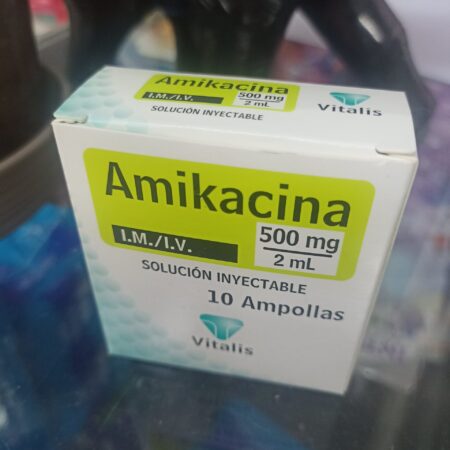 Amikacina
I.M./I.V.
500 mg
2 mL
SOLUCIÓN INYECTABLE
Vitalis
Amikacina
I.M./I.V.
500 mg
2 mL
SOLUCIÓN INYECTABLE
10 Ampollas
Vitalis